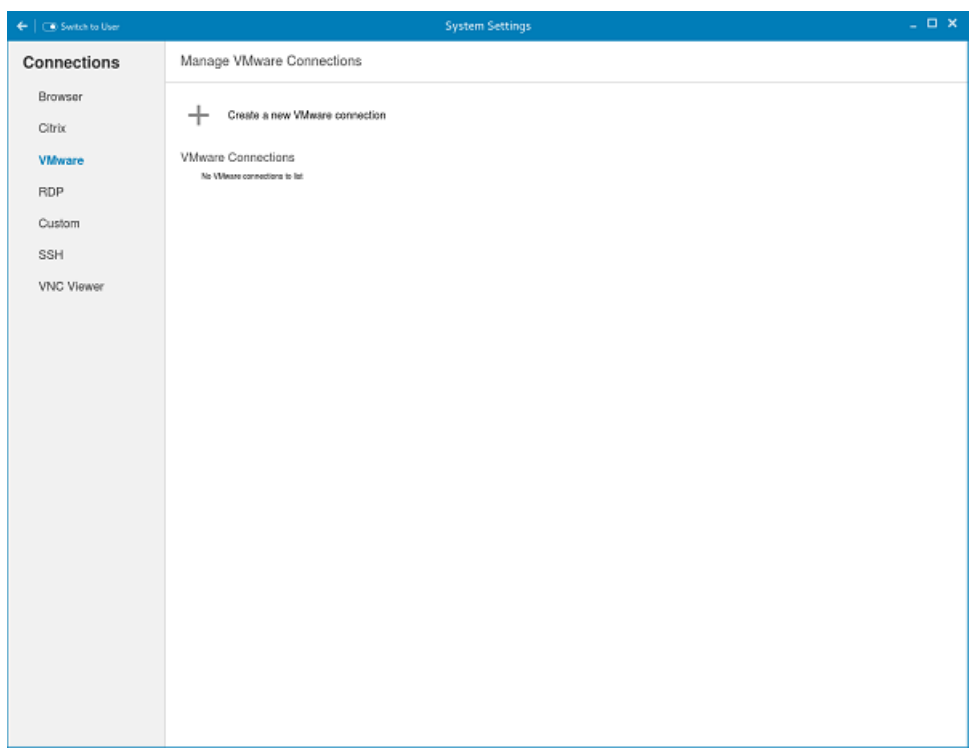 Switch to User
System Settings
Connections
Browser
Citrix
VMware
RDP
Custom
SSH
VNC Viewer
Manage VMware Connections
Create a new VMware connection
VMware Connections
No VMware connections to list